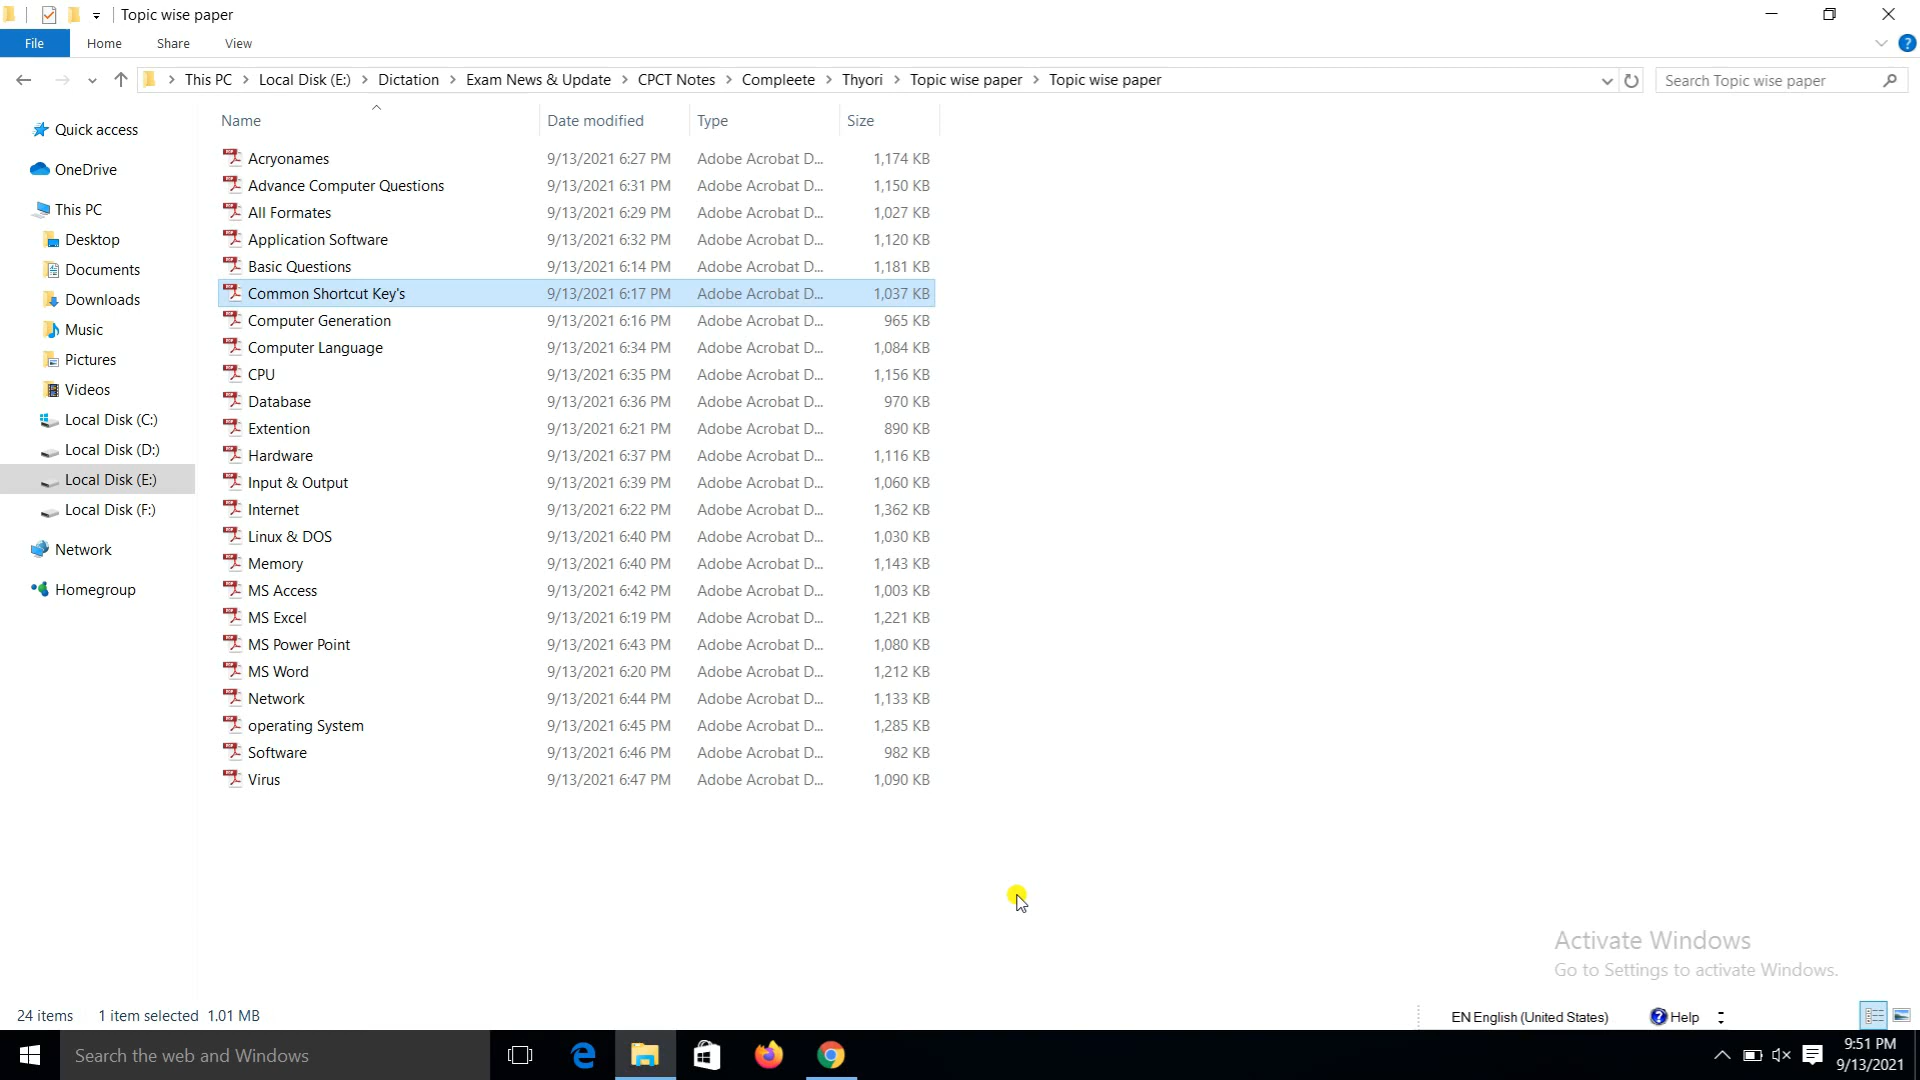 Topic wise paper
File Home Share View
This PC Local Disk (E:) Dictation Exam News & Update CPCT Notes Compleete Thyori Topic wise paper Topic wise paper Search Topic wise paper
Name Date modified Type Size
Quick access
OneDrive
This PC
Desktop
Documents
Downloads
Music
Pictures
Videos
Local Disk (C:)
Local Disk (D:)
Local Disk (E:)
Local Disk (F:)
Network
Homegroup
Acryonames 9/13/2021 6:27 PM Adobe Acrobat D... 1,174 KB
Advance Computer Questions 9/13/2021 6:31 PM Adobe Acrobat D... 1,150 KB
All Formates 9/13/2021 6:29 PM Adobe Acrobat D... 1,027 KB
Application Software 9/13/2021 6:32 PM Adobe Acrobat D... 1,120 KB
Basic Questions 9/13/2021 6:14 PM Adobe Acrobat D... 1,181 KB
Common Shortcut Key's 9/13/2021 6:17 PM Adobe Acrobat D... 1,037 KB
Computer Generation 9/13/2021 6:16 PM Adobe Acrobat D... 965 KB
Computer Language 9/13/2021 6:34 PM Adobe Acrobat D... 1,084 KB
CPU 9/13/2021 6:35 PM Adobe Acrobat D... 1,156 KB
Database 9/13/2021 6:36 PM Adobe Acrobat D... 970 KB
Extention 9/13/2021 6:21 PM Adobe Acrobat D... 890 KB
Hardware 9/13/2021 6:37 PM Adobe Acrobat D... 1,116 KB
Input & Output 9/13/2021 6:39 PM Adobe Acrobat D... 1,060 KB
Internet 9/13/2021 6:22 PM Adobe Acrobat D... 1,362 KB
Linux & DOS 9/13/2021 6:40 PM Adobe Acrobat D... 1,030 KB
Memory 9/13/2021 6:40 PM Adobe Acrobat D... 1,143 KB
MS Access 9/13/2021 6:42 PM Adobe Acrobat D... 1,003 KB
MS Excel 9/13/2021 6:19 PM Adobe Acrobat D... 1,221 KB
MS Power Point 9/13/2021 6:43 PM Adobe Acrobat D... 1,080 KB
MS Word 9/13/2021 6:20 PM Adobe Acrobat D... 1,212 KB
Network 9/13/2021 6:44 PM Adobe Acrobat D... 1,133 KB
operating System 9/13/2021 6:45 PM Adobe Acrobat D... 1,285 KB
Software 9/13/2021 6:46 PM Adobe Acrobat D... 982 KB
Virus 9/13/2021 6:47 PM Adobe Acrobat D... 1,090 KB
Activate Windows
Go to Settings to activate Windows.
24 items 1 item selected 1.01 MB
EN English (United States) Help
Search the web and Windows
9:51 PM
9/13/2021